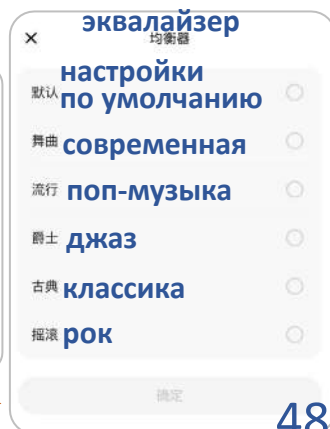 эквалайзер
均衡器
настройки
默认 по умолчанию
舞曲 современная
流行 поп-музыка
爵士 джаз
古典 классика
摇滚 рок
确定
48